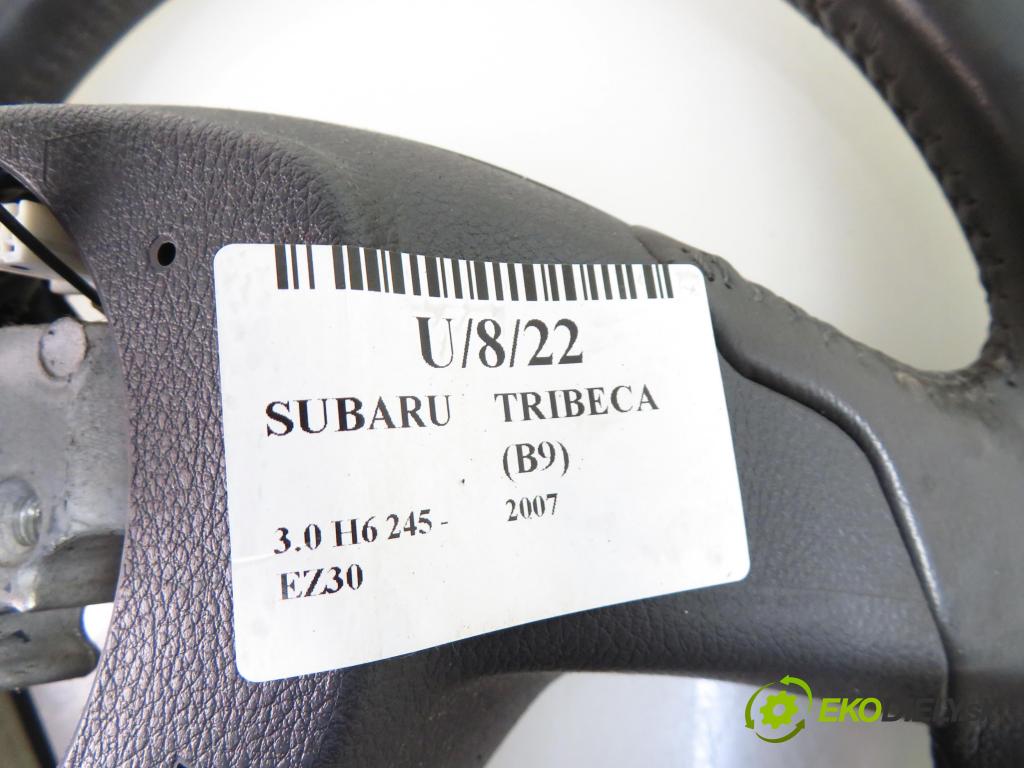 U/8/22
SUBARU TRIBECA
(B9)
3.0 H6 245 - 2007
EZ30
EKODIELY